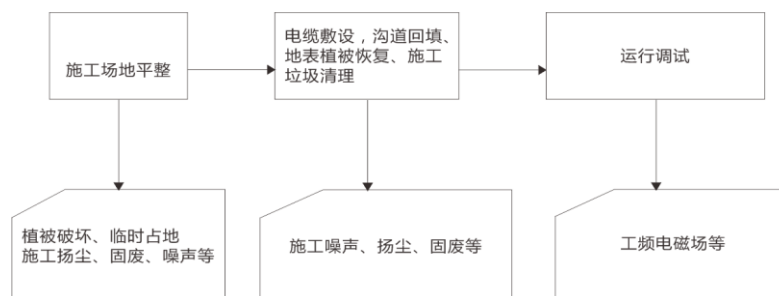 施工场地平整
电缆敷设，沟道回填、
地表植被恢复、施工
垃圾清理
运行调试
植被破坏、临时占地
施工扬尘、固废、噪声等
施工噪声、扬尘、固废等
工频电磁场等